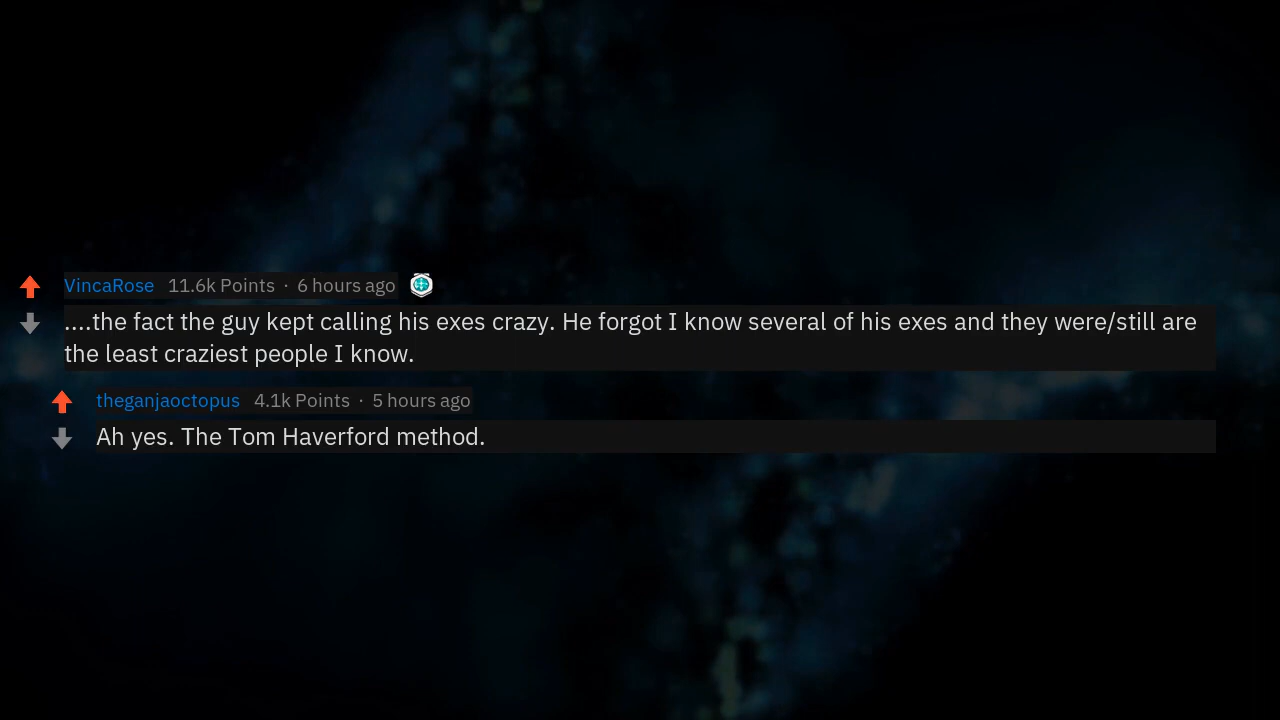 VincaRose 11.6k Points · 6 hours ago
....the fact the guy kept calling his exes crazy. He forgot I know several of his exes and they were/still are
the least craziest people I know.
theganjaoctopus 4.1k Points · 5 hours ago
Ah yes. The Tom Haverford method.